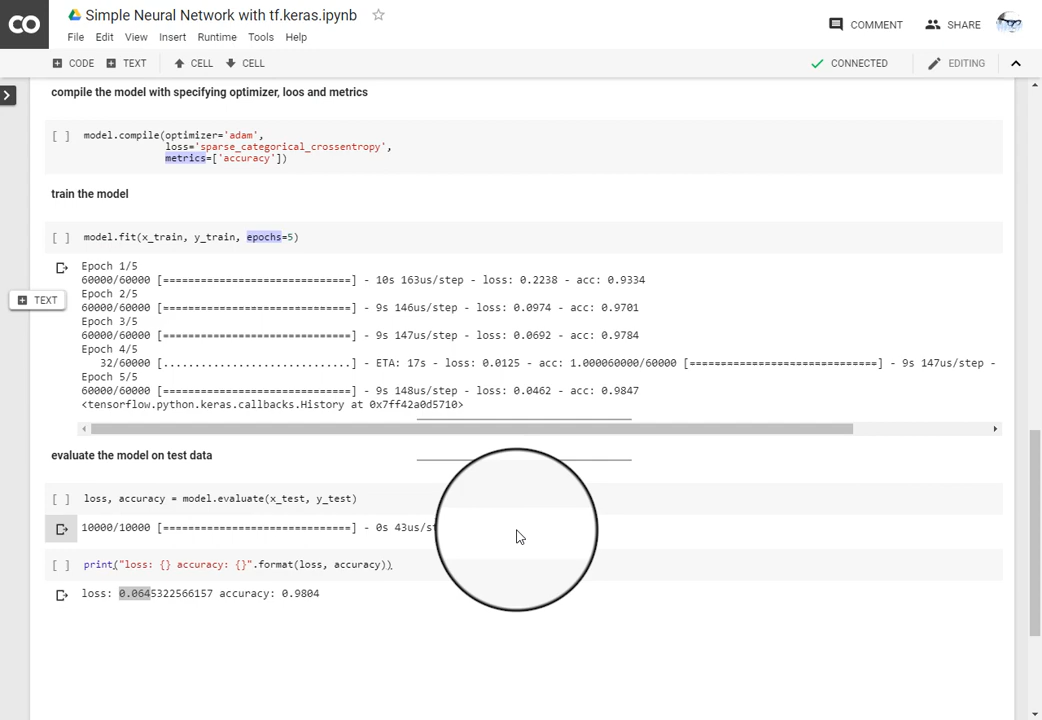 CO
Simple Neural Network with tf.keras.ipynb
File Edit View Insert Runtime Tools Help
COMMENT SHARE
CODE TEXT CELL CELL
CONNECTED EDITING
compile the model with specifying optimizer, loos and metrics
[ ] model.compile(optimizer='adam',
loss='sparse_categorical_crossentropy',
metrics=['accuracy'])
train the model
[ ] model.fit(x_train, y_train, epochs=5)
Epoch 1/5
60000/60000 [==============================] - 10s 163us/step - loss: 0.2238 - acc: 0.9334
Epoch 2/5
60000/60000 [==============================] - 9s 146us/step - loss: 0.0974 - acc: 0.9701
TEXT
Epoch 3/5
60000/60000 [==============================] - 9s 147us/step - loss: 0.0692 - acc: 0.9784
Epoch 4/5
32/60000 [..............................] - ETA: 17s - loss: 0.0125 - acc: 1.000060000/60000 [==============================] - 9s 147us/step -
Epoch 5/5
60000/60000 [==============================] - 9s 148us/step - loss: 0.0462 - acc: 0.9847
<tensorflow.python.keras.callbacks.History at 0x7ff42a0d5710>
evaluate the model on test data
[ ] loss, accuracy = model.evaluate(x_test, y_test)
10000/10000 [==============================] - 0s 43us/st
[ ] print("loss: {} accuracy: {}".format(loss, accuracy))
loss: 0.0645322566157 accuracy: 0.9804